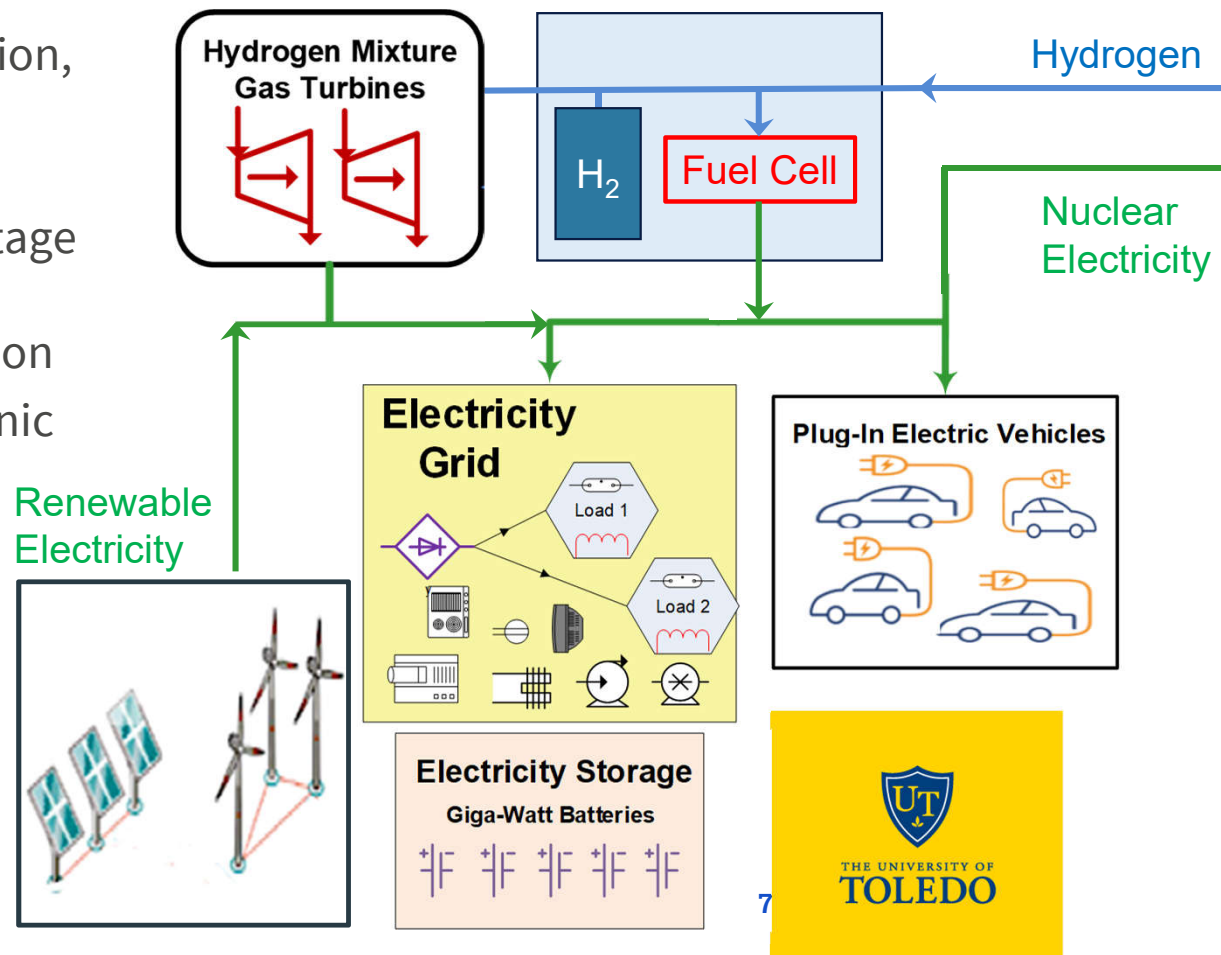 ion,
tage
on
nic
Hydrogen Mixture
Gas Turbines
H2
Fuel Cell
Hydrogen
Nuclear
Electricity
Renewable
Electricity
Electricity
Grid
Load 1
Load 2
Plug-In Electric Vehicles
Electricity Storage
Giga-Watt Batteries
7
UT
THE UNIVERSITY OF
TOLEDO